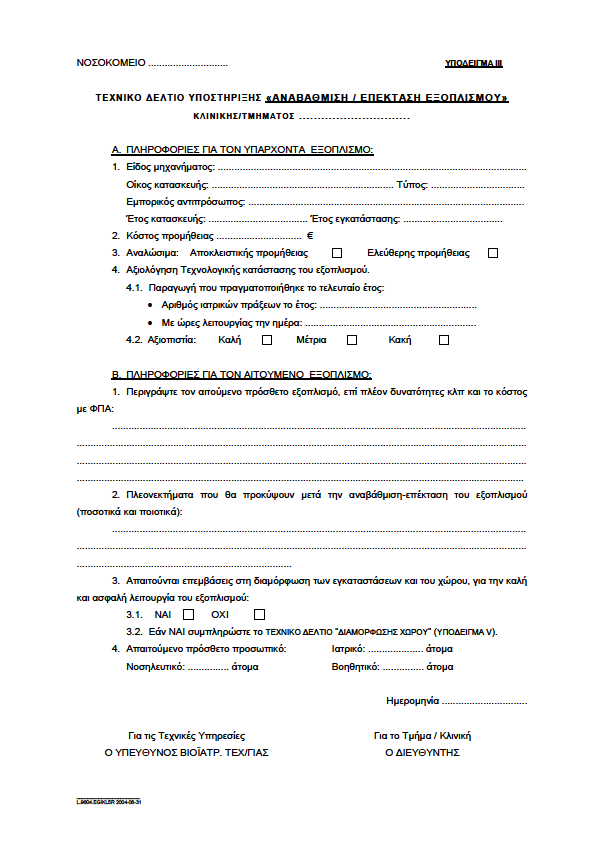 ΝΟΣΟΚΟΜΕΙΟ .............................
ΥΠΟΔΕΙΓΜΑ ΙΙΙ
ΤΕΧΝΙΚΟ ΔΕΛΤΙΟ ΥΠΟΣΤΗΡΙΞΗΣ «ΑΝΑΒΑΘΜΙΣΗ / ΕΠΕΚΤΑΣΗ ΕΞΟΠΛΙΣΜΟΥ»
ΚΛΙΝΙΚΗΣ/ΤΜΗΜΑΤΟΣ ..............................
Α. ΠΛΗΡΟΦΟΡΙΕΣ ΓΙΑ ΤΟΝ ΥΠΑΡΧΟΝΤΑ ΕΞΟΠΛΙΣΜΟ:
1. Είδος μηχανήματος: ................................................................................................................
Οίκος κατασκευής: .................................................................. Τύπος: ..................................
Εμπορικός αντιπρόσωπος: ....................................................................................................
Έτος κατασκευής: .................................... Έτος εγκατάστασης: ....................................
2. Κόστος προμήθειας ............................... €
3. Αναλώσιμα: Αποκλειστικής προμήθειας ☐ Ελεύθερης προμήθειας ☐
4. Αξιολόγηση Τεχνολογικής κατάστασης του εξοπλισμού.
4.1. Παραγωγή που πραγματοποιήθηκε το τελευταίο έτος:
• Αριθμός ιατρικών πράξεων το έτος: .........................................................
• Με ώρες λειτουργίας την ημέρα: ..............................................................
4.2. Αξιοπιστία: Καλή ☐ Μέτρια ☐ Κακή ☐
Β. ΠΛΗΡΟΦΟΡΙΕΣ ΓΙΑ ΤΟΝ ΑΙΤΟΥΜΕΝΟ ΕΞΟΠΛΙΣΜΟ:
1. Περιγράψτε τον αιτούμενο πρόσθετο εξοπλισμό, επί πλέον δυνατότητες κλπ και το κόστος
με ΦΠΑ:
......................................................................................................................................................
..................................................................................................................................................................
..................................................................................................................................................................
.................................................................................................................................................................
2. Πλεονεκτήματα που θα προκύψουν μετά την αναβάθμιση-επέκταση του εξοπλισμού
(ποσοτικά και ποιοτικά):
......................................................................................................................................................
..................................................................................................................................................................
..............................................................................
3. Απαιτούνται επεμβάσεις στη διαμόρφωση των εγκαταστάσεων και του χώρου, για την καλή
και ασφαλή λειτουργία του εξοπλισμού:
3.1. ΝΑΙ ☐ ΟΧΙ ☐
3.2. Εάν ΝΑΙ συμπληρώστε το ΤΕΧΝΙΚΟ ΔΕΛΤΙΟ "ΔΙΑΜΟΡΦΩΣΗΣ ΧΩΡΟΥ" (ΥΠΟΔΕΙΓΜΑ V).
4. Απαιτούμενο πρόσθετο προσωπικό: Ιατρικό: .................... άτομα
Νοσηλευτικό: ............... άτομα Βοηθητικό: ............... άτομα
Ημερομηνία ...............................
Για τις Τεχνικές Υπηρεσίες
Για το Τμήμα / Κλινική
Ο ΥΠΕΥΘΥΝΟΣ ΒΙΟΪΑΤΡ. ΤΕΧ/ΓΙΑΣ
Ο ΔΙΕΥΘΥΝΤΗΣ
2004-08-31